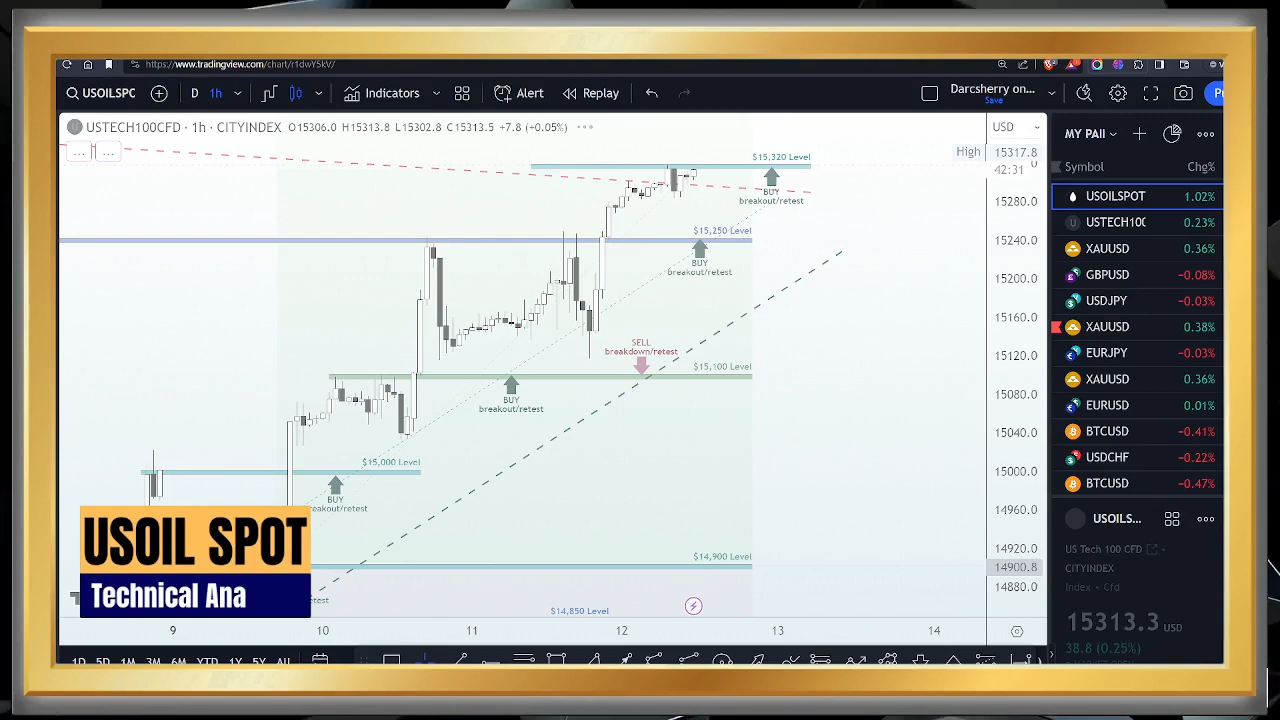 https://www.tradingview.com/chart/r1dwY5kV/
USOILSPC
D
1h
Indicators
Alert
Replay
Darcsherry on...
Save
USTECH100CFD · 1h · CITYINDEX O15306.0 H15313.8 L15302.8 C15313.5 +7.8 (+0.05%)
USD
High 15317.8
42:31
15280.0
15240.0
15200.0
15160.0
15120.0
15080.0
15040.0
15000.0
14960.0
14920.0
14900.8
14880.0
$15,320 Level
BUY
breakout/retest
$15,250 Level
BUY
breakout/retest
SELL
breakdown/retest
$15,100 Level
BUY
breakout/retest
$15,000 Level
BUY
eakout/retest
$14,900 Level
$14,850 Level
etest
9
10
11
12
13
14
1D 5D 1M 3M 6M YTD 1Y 5Y All
MY PAII
Symbol Chg%
USOILSPOT 1.02%
USTECH100 0.23%
XAUUSD 0.36%
GBPUSD −0.08%
USDJPY −0.03%
XAUUSD 0.38%
EURJPY −0.03%
XAUUSD 0.36%
EURUSD 0.01%
BTCUSD −0.41%
USDCHF −0.22%
BTCUSD −0.47%
USOILS...
US Tech 100 CFD
CITYINDEX
Index · Cfd
15313.3 USD
38.8 (0.25%)
USOIL SPOT
Technical Ana